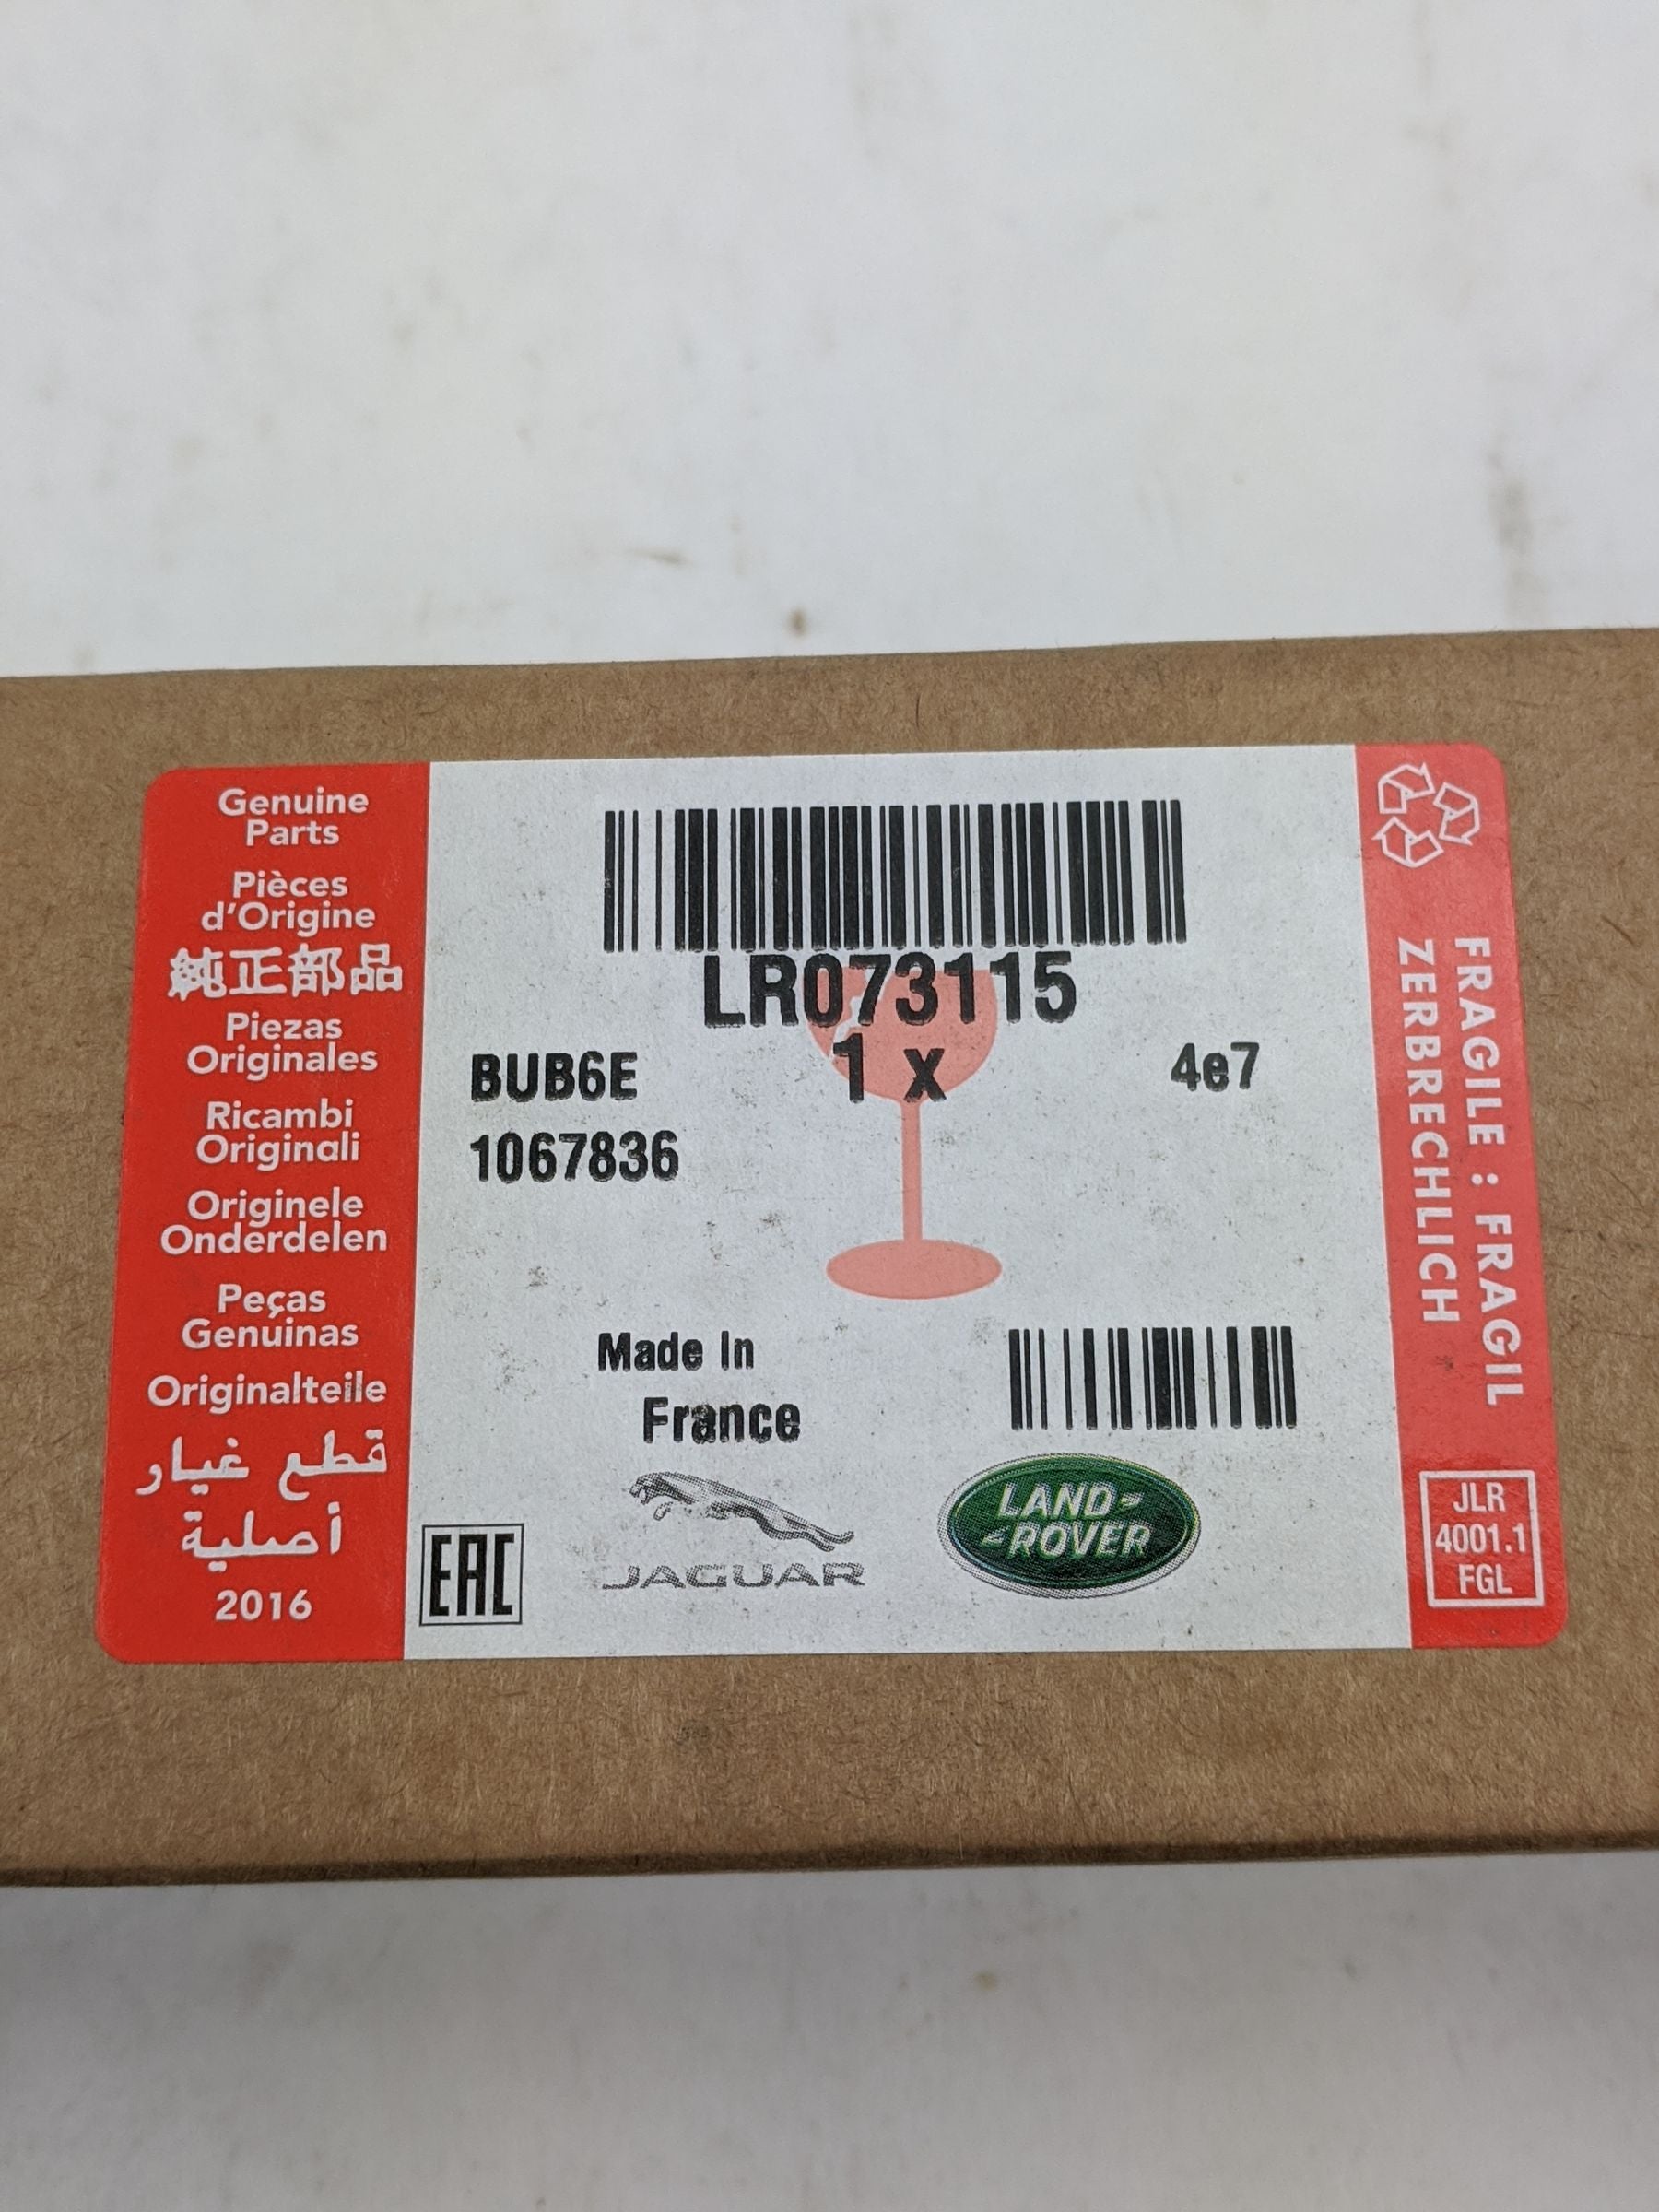 Genuine
Parts
Pièces
d'Origine
純正部品
Piezas
Originales
Ricambi
Originali
Originele
Onderdelen
Peças
Genuinas
Originalteile
قطع غيار
أصلية
2016
LR073115
BUB6E 1 x 4e7
1067836
Made In
France
EAC
JAGUAR
LAND-
-ROVER
FRAGILE : FRAGIL
ZERBRECHLICH
JLR
4001.1
FGL